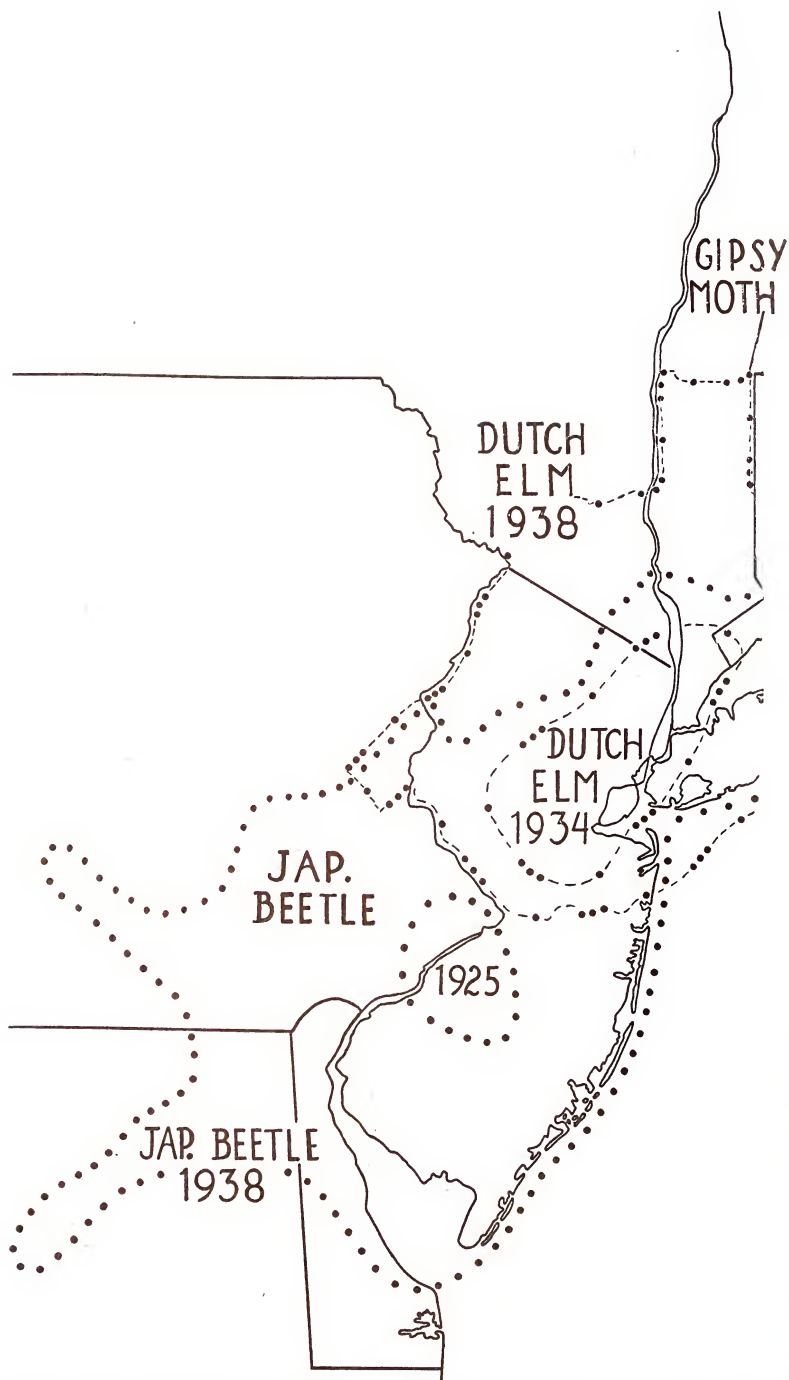 GIPSY
MOTH
DUTCH
ELM
1938
DUTCH
ELM
1934
JAP.
BEETLE
1925
JAP. BEETLE
1938